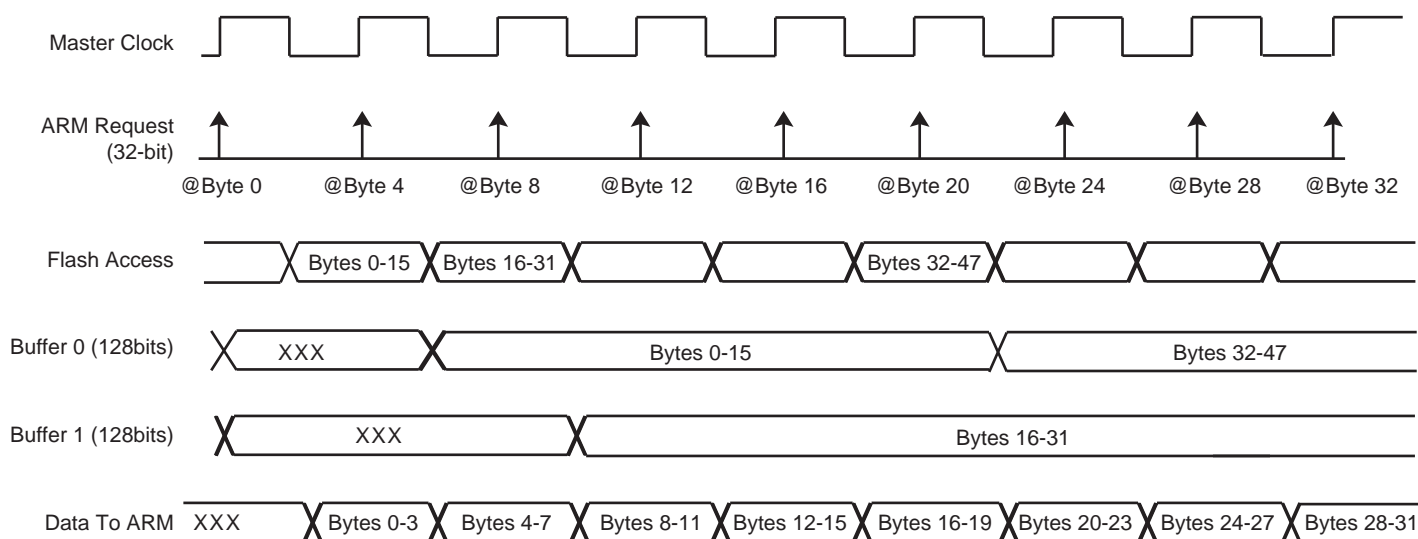 Master Clock
ARM Request
(32-bit)
@Byte 0 @Byte 4 @Byte 8 @Byte 12 @Byte 16 @Byte 20 @Byte 24 @Byte 28 @Byte 32
Flash Access Bytes 0-15 Bytes 16-31 Bytes 32-47
Buffer 0 (128bits) XXX Bytes 0-15 Bytes 32-47
Buffer 1 (128bits) XXX Bytes 16-31
Data To ARM XXX Bytes 0-3 Bytes 4-7 Bytes 8-11 Bytes 12-15 Bytes 16-19 Bytes 20-23 Bytes 24-27 Bytes 28-31